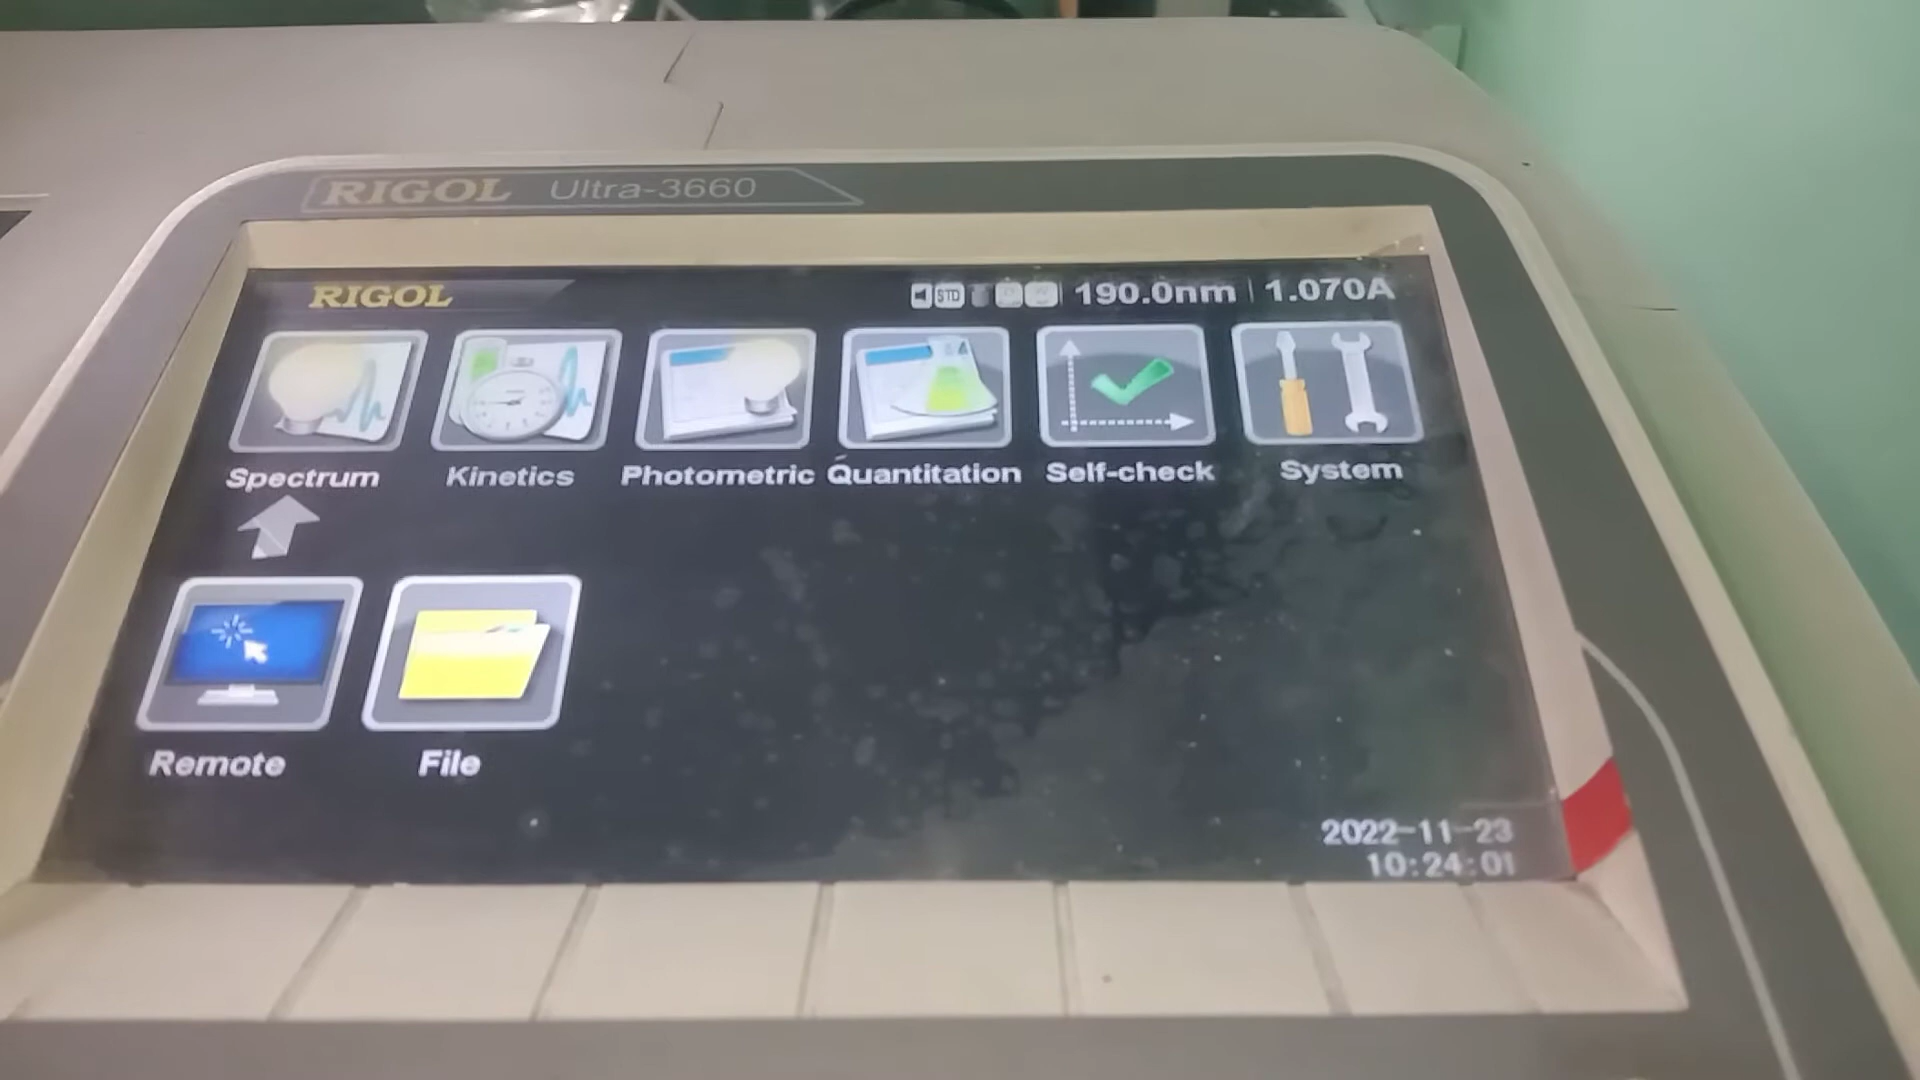 RIGOL Ultra-3660
RIGOL STD 190.0nm 1.070A
Spectrum Kinetics Photometric Quantitation Self-check System
Remote File
2022-11-23
10:24:01